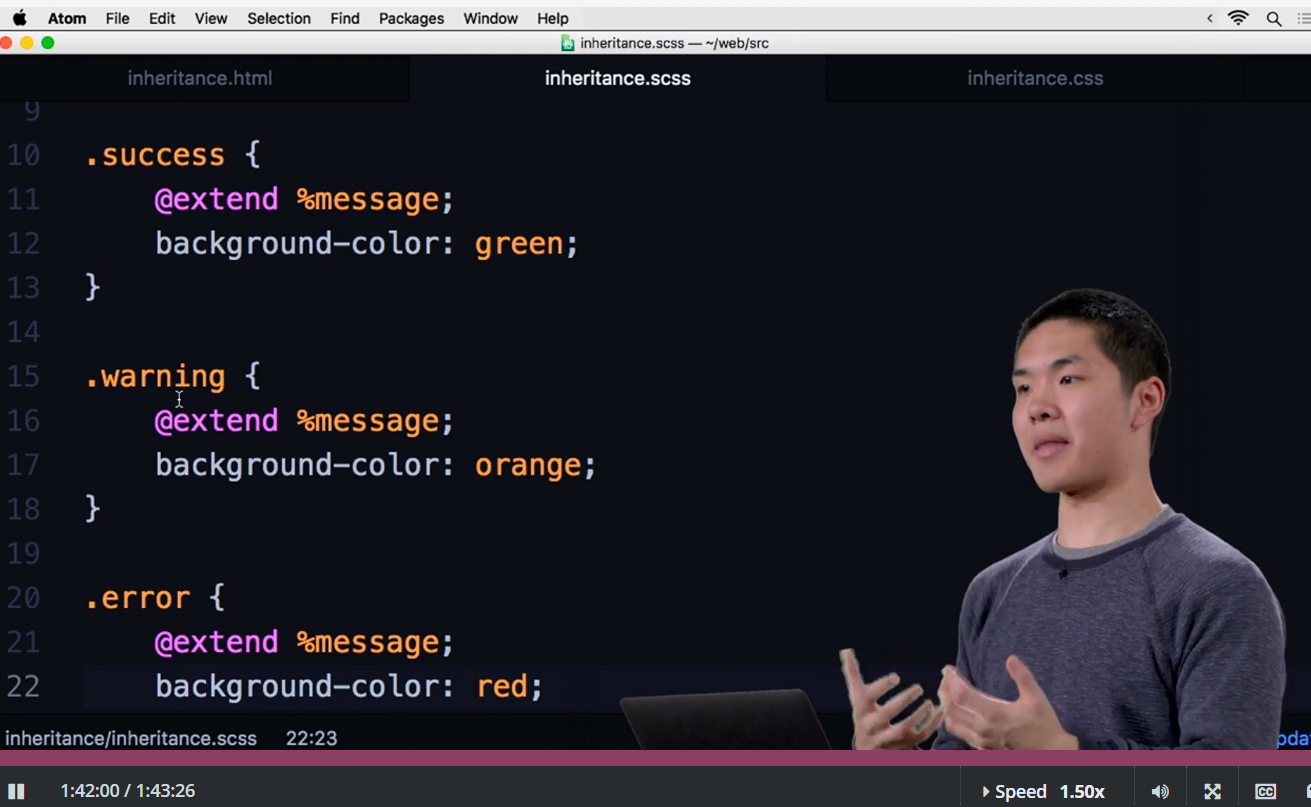 Atom File Edit View Selection Find Packages Window Help
inheritance.scss — ~/web/src
inheritance.html inheritance.scss inheritance.css
9
10 .success {
11 @extend %message;
12 background-color: green;
13 }
14
15 .warning {
16 @extend %message;
17 background-color: orange;
18 }
19
20 .error {
21 @extend %message;
22 background-color: red;
inheritance/inheritance.scss 22:23
1:42:00 / 1:43:26 Speed 1.50x CC